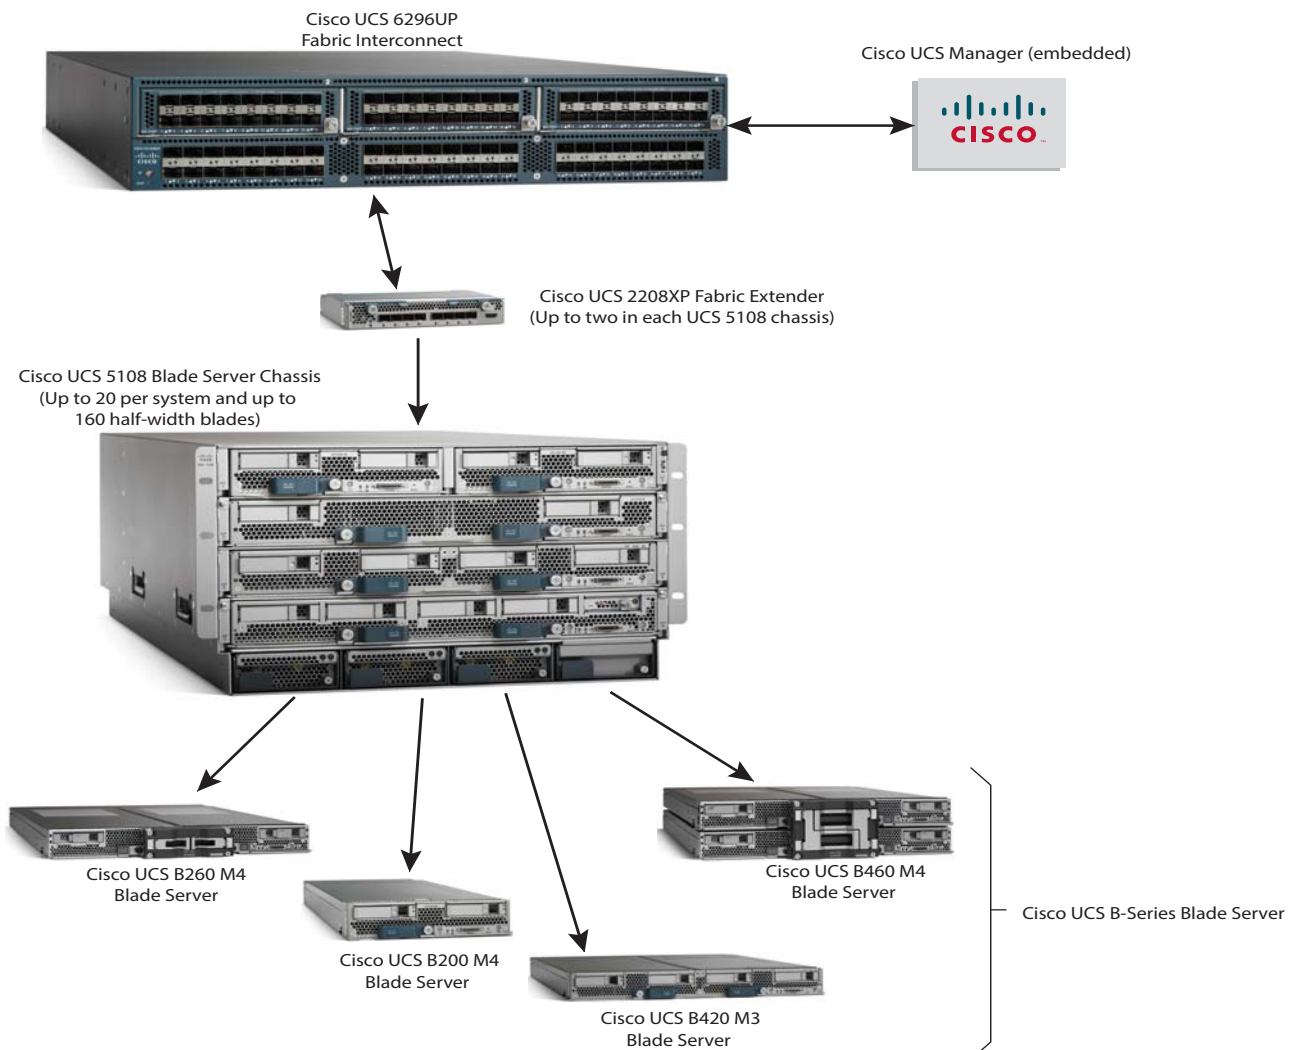 Cisco UCS 6296UP
Fabric Interconnect
Cisco UCS Manager (embedded)
CISCO
Cisco UCS 2208XP Fabric Extender
(Up to two in each UCS 5108 chassis)
Cisco UCS 5108 Blade Server Chassis
(Up to 20 per system and up to
160 half-width blades)
Cisco UCS B260 M4
Blade Server
Cisco UCS B460 M4
Blade Server
Cisco UCS B-Series Blade Server
Cisco UCS B200 M4
Blade Server
Cisco UCS B420 M3
Blade Server